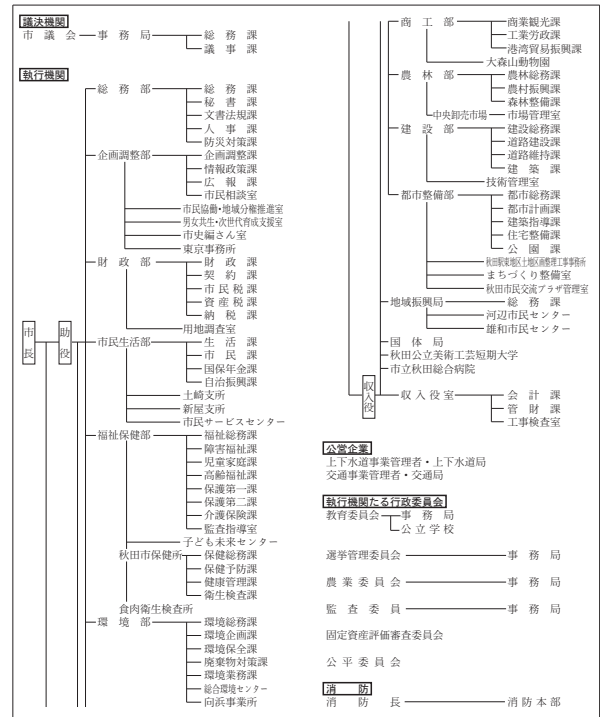 議決機関
市議会 事務局 総務課
議事課
執行機関
市長
助役
総務部 総務課
秘書課
文書法規課
人事課
防災対策課
企画調整部 企画調整課
情報政策課
広報課
市民相談室
市民協働・地域分権推進室
男女共生・次世代育成支援室
市史編さん室
東京事務所
財政部 財政課
契約課
市民税課
資産税課
納税課
用地調査室
市民生活部 生活課
市民課
国保年金課
自治振興課
土崎支所
新屋支所
市民サービスセンター
福祉保健部 福祉総務課
障害福祉課
児童家庭課
高齢福祉課
保護第一課
保護第二課
介護保険課
監査指導室
子ども未来センター
秋田市保健所 保健総務課
保健予防課
健康管理課
衛生検査課
食肉衛生検査所
環境部 環境総務課
環境企画課
環境保全課
廃棄物対策課
環境業務課
総合環境センター
向浜事業所
商工部 商業観光課
工業労政課
港湾貿易振興課
大森山動物園
農林部 農林総務課
農村振興課
森林整備課
中央卸売市場 市場管理室
建設部 建設総務課
道路建設課
道路維持課
建築課
技術管理室
都市整備部 都市総務課
都市計画課
建築指導課
住宅整備課
公園課
秋田駅東地区土地区画整理工事事務所
まちづくり整備室
秋田市民交流プラザ管理室
地域振興局 総務課
河辺市民センター
雄和市民センター
国体局
秋田公立美術工芸短期大学
市立秋田総合病院
収入役
収入役室 会計課
管財課
工事検査室
公営企業
上下水道事業管理者・上下水道局
交通事業管理者・交通局
執行機関たる行政委員会
教育委員会 事務局
公立学校
選挙管理委員会 事務局
農業委員会 事務局
監査委員 事務局
固定資産評価審査委員会
公平委員会
消防
消防長 消防本部